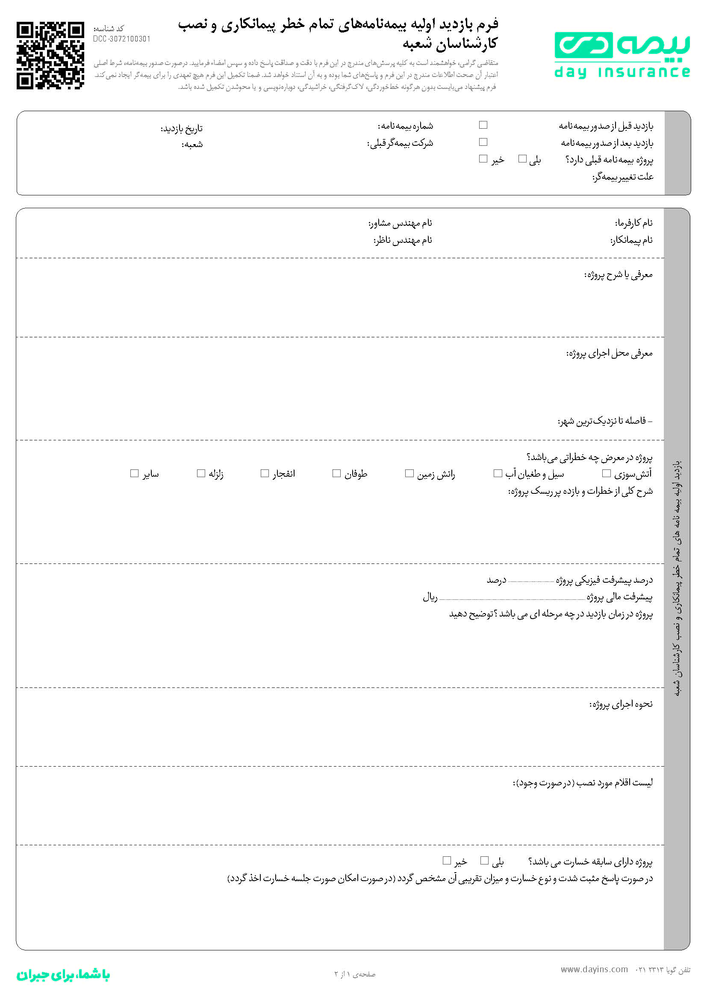 بیمه دی
day insurance
فرم بازدید اولیه بیمه‌نامه‌های تمام خطر پیمانکاری و نصب
کارشناسان شعبه
متقاضی گرامی، خواهشمند است به کلیه پرسش‌های مندرج در این فرم با دقت و صداقت پاسخ داده و سپس امضاء فرمایید. درصورت صدور بیمه‌نامه، شرط اصلی
اعتبار آن صحت اطلاعات مندرج در این فرم و پاسخ‌های شما بوده و به آن استناد خواهد شد. ضمنا تکمیل این فرم هیچ تعهدی را برای بیمه‌گر ایجاد نمی‌کند.
فرم پیشنهاد می‌بایست بدون هرگونه خط‌خوردگی، لاک‌گرفتگی، خراشیدگی، دوباره‌نویسی و یا محوشدن تکمیل شده باشد.
کد شناسه:
DCC-3072100301
بازدید قبل از صدور بیمه‌نامه □ شماره بیمه‌نامه: تاریخ بازدید:
بازدید بعد از صدور بیمه‌نامه □ شرکت بیمه‌گر قبلی: شعبه:
پروژه بیمه‌نامه قبلی دارد؟ بلی □ خیر □
علت تغییر بیمه‌گر:
بازدید اولیه بیمه نامه های تمام خطر پیمانکاری و نصب کارشناسان شعبه
نام کارفرما: نام مهندس مشاور:
نام پیمانکار: نام مهندس ناظر:
معرفی یا شرح پروژه:
معرفی محل اجرای پروژه:
– فاصله تا نزدیک‌ترین شهر:
پروژه در معرض چه خطراتی می‌باشد؟
آتش‌سوزی □ سیل و طغیان آب □ رانش زمین □ طوفان □ انفجار □ زلزله □ سایر □
شرح کلی از خطرات و بازده پر ریسک پروژه:
درصد پیشرفت فیزیکی پروژه ............ درصد
پیشرفت مالی پروژه ............ ریال
پروژه در زمان بازدید در چه مرحله ای می باشد ؟توضیح دهید
نحوه اجرای پروژه:
لیست اقلام مورد نصب (در صورت وجود):
پروژه دارای سابقه خسارت می باشد؟ بلی □ خیر □
در صورت پاسخ مثبت شدت و نوع خسارت و میزان تقریبی آن مشخص گردد (در صورت امکان صورت جلسه خسارت اخذ گردد)
تلفن گویا ۲۳۱۳ ۰۲۱ www.dayins.com
صفحه‌ی ۱ از ۲
با شما، برای جبران